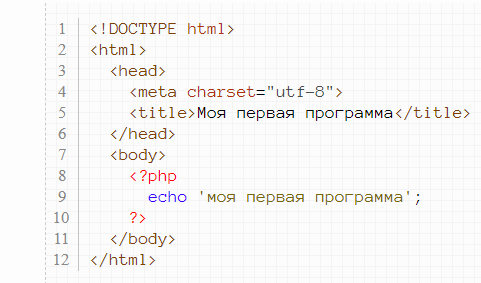 1 <!DOCTYPE html>
2 <html>
3   <head>
4     <meta charset="utf-8">
5     <title>Моя первая программа</title>
6   </head>
7   <body>
8     <?php
9       echo 'моя первая программа';
10     ?>
11   </body>
12 </html>